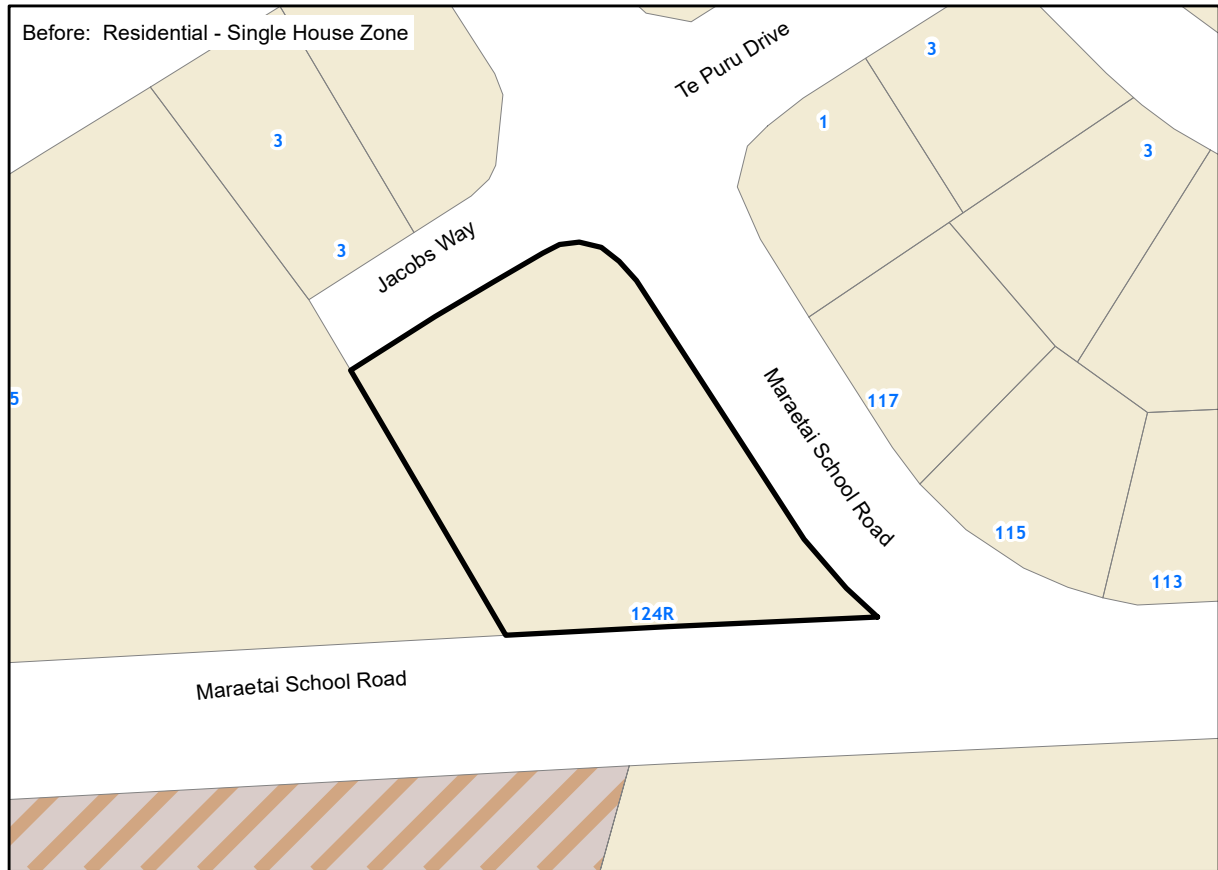 Before:  Residential - Single House Zone
Te Puru Drive
3
1
3
3
3
Jacobs Way
5
Maraetai School Road
117
115
113
124R
Maraetai School Road